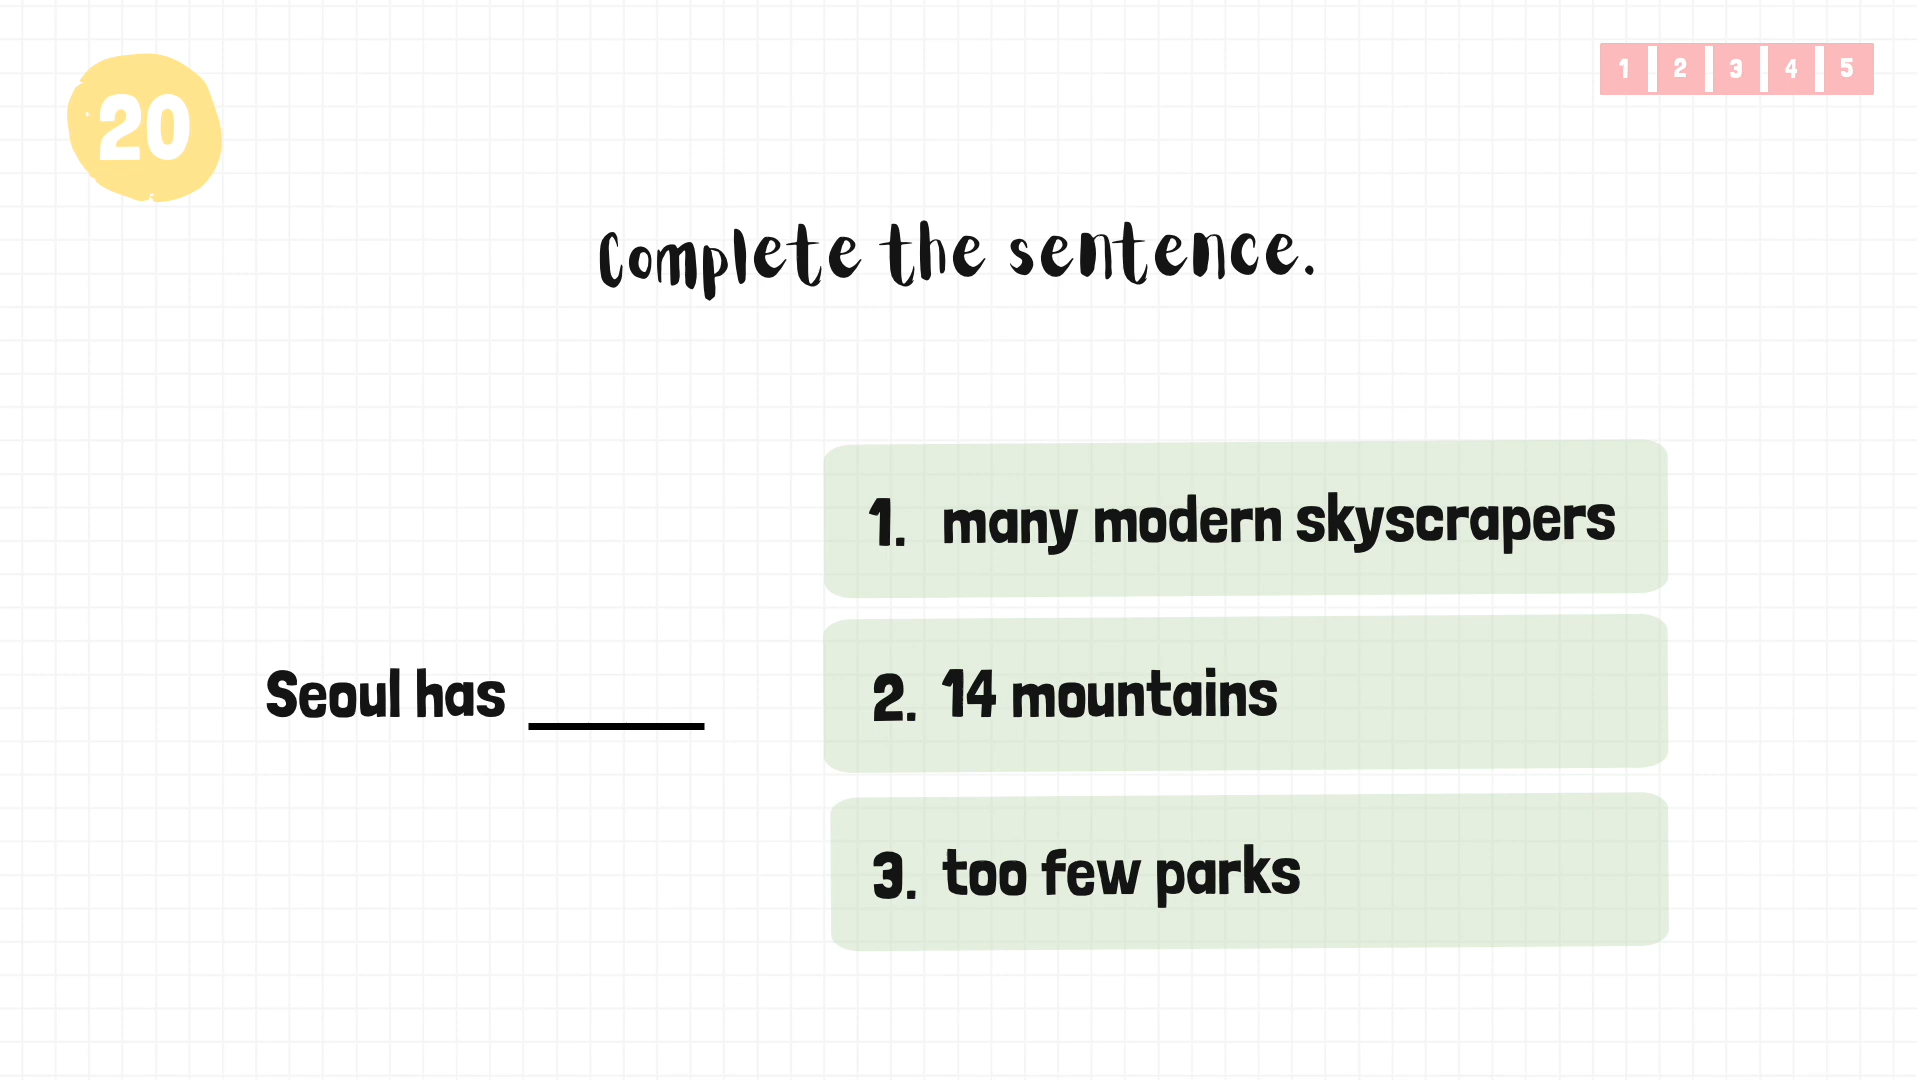 20
1 2 3 4 5
Complete the sentence.
Seoul has _____
1. many modern skyscrapers
2. 14 mountains
3. too few parks